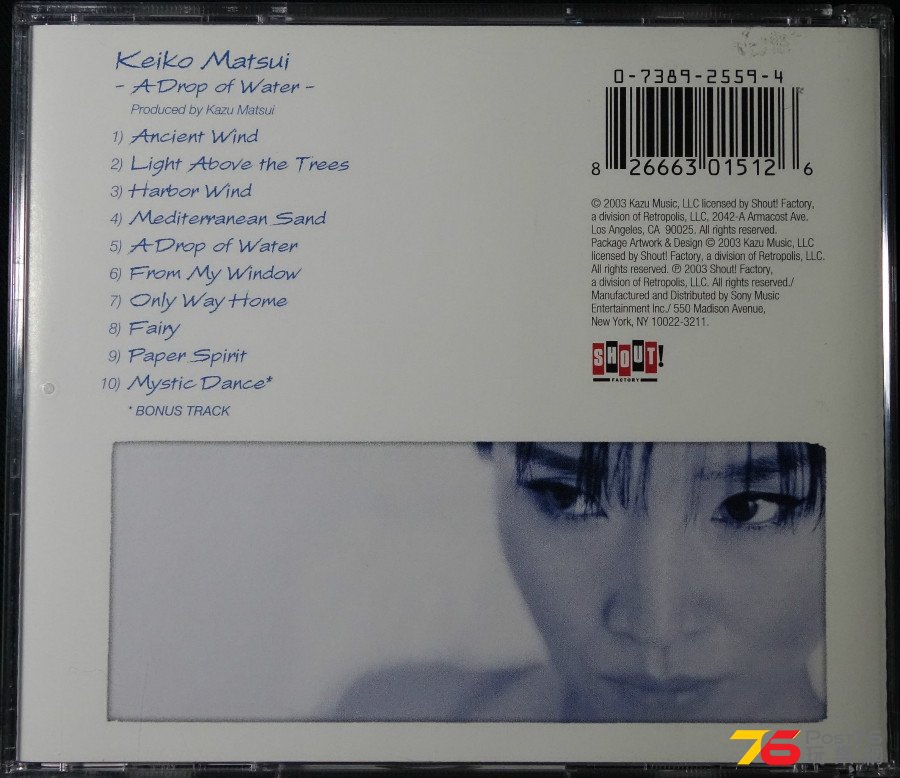 Keiko Matsui
- A Drop of Water -
Produced by Kazu Matsui
1) Ancient Wind
2) Light Above the Trees
3) Harbor Wind
4) Mediterranean Sand
5) A Drop of Water
6) From My Window
7) Only Way Home
8) Fairy
9) Paper Spirit
10) Mystic Dance*
* BONUS TRACK
0-7389-2559-4
8 26663 01512 6
© 2003 Kazu Music, LLC licensed by Shout! Factory,
a division of Retropolis, LLC, 2042-A Armacost Ave.
Los Angeles, CA 90025. All rights reserved.
Package Artwork & Design © 2003 Kazu Music, LLC
licensed by Shout! Factory, a division of Retropolis, LLC.
All rights reserved. ℗ 2003 Shout! Factory,
a division of Retropolis, LLC. All rights reserved./
Manufactured and Distributed by Sony Music
Entertainment Inc./ 550 Madison Avenue,
New York, NY 10022-3211.
SHOUT!
FACTORY
76